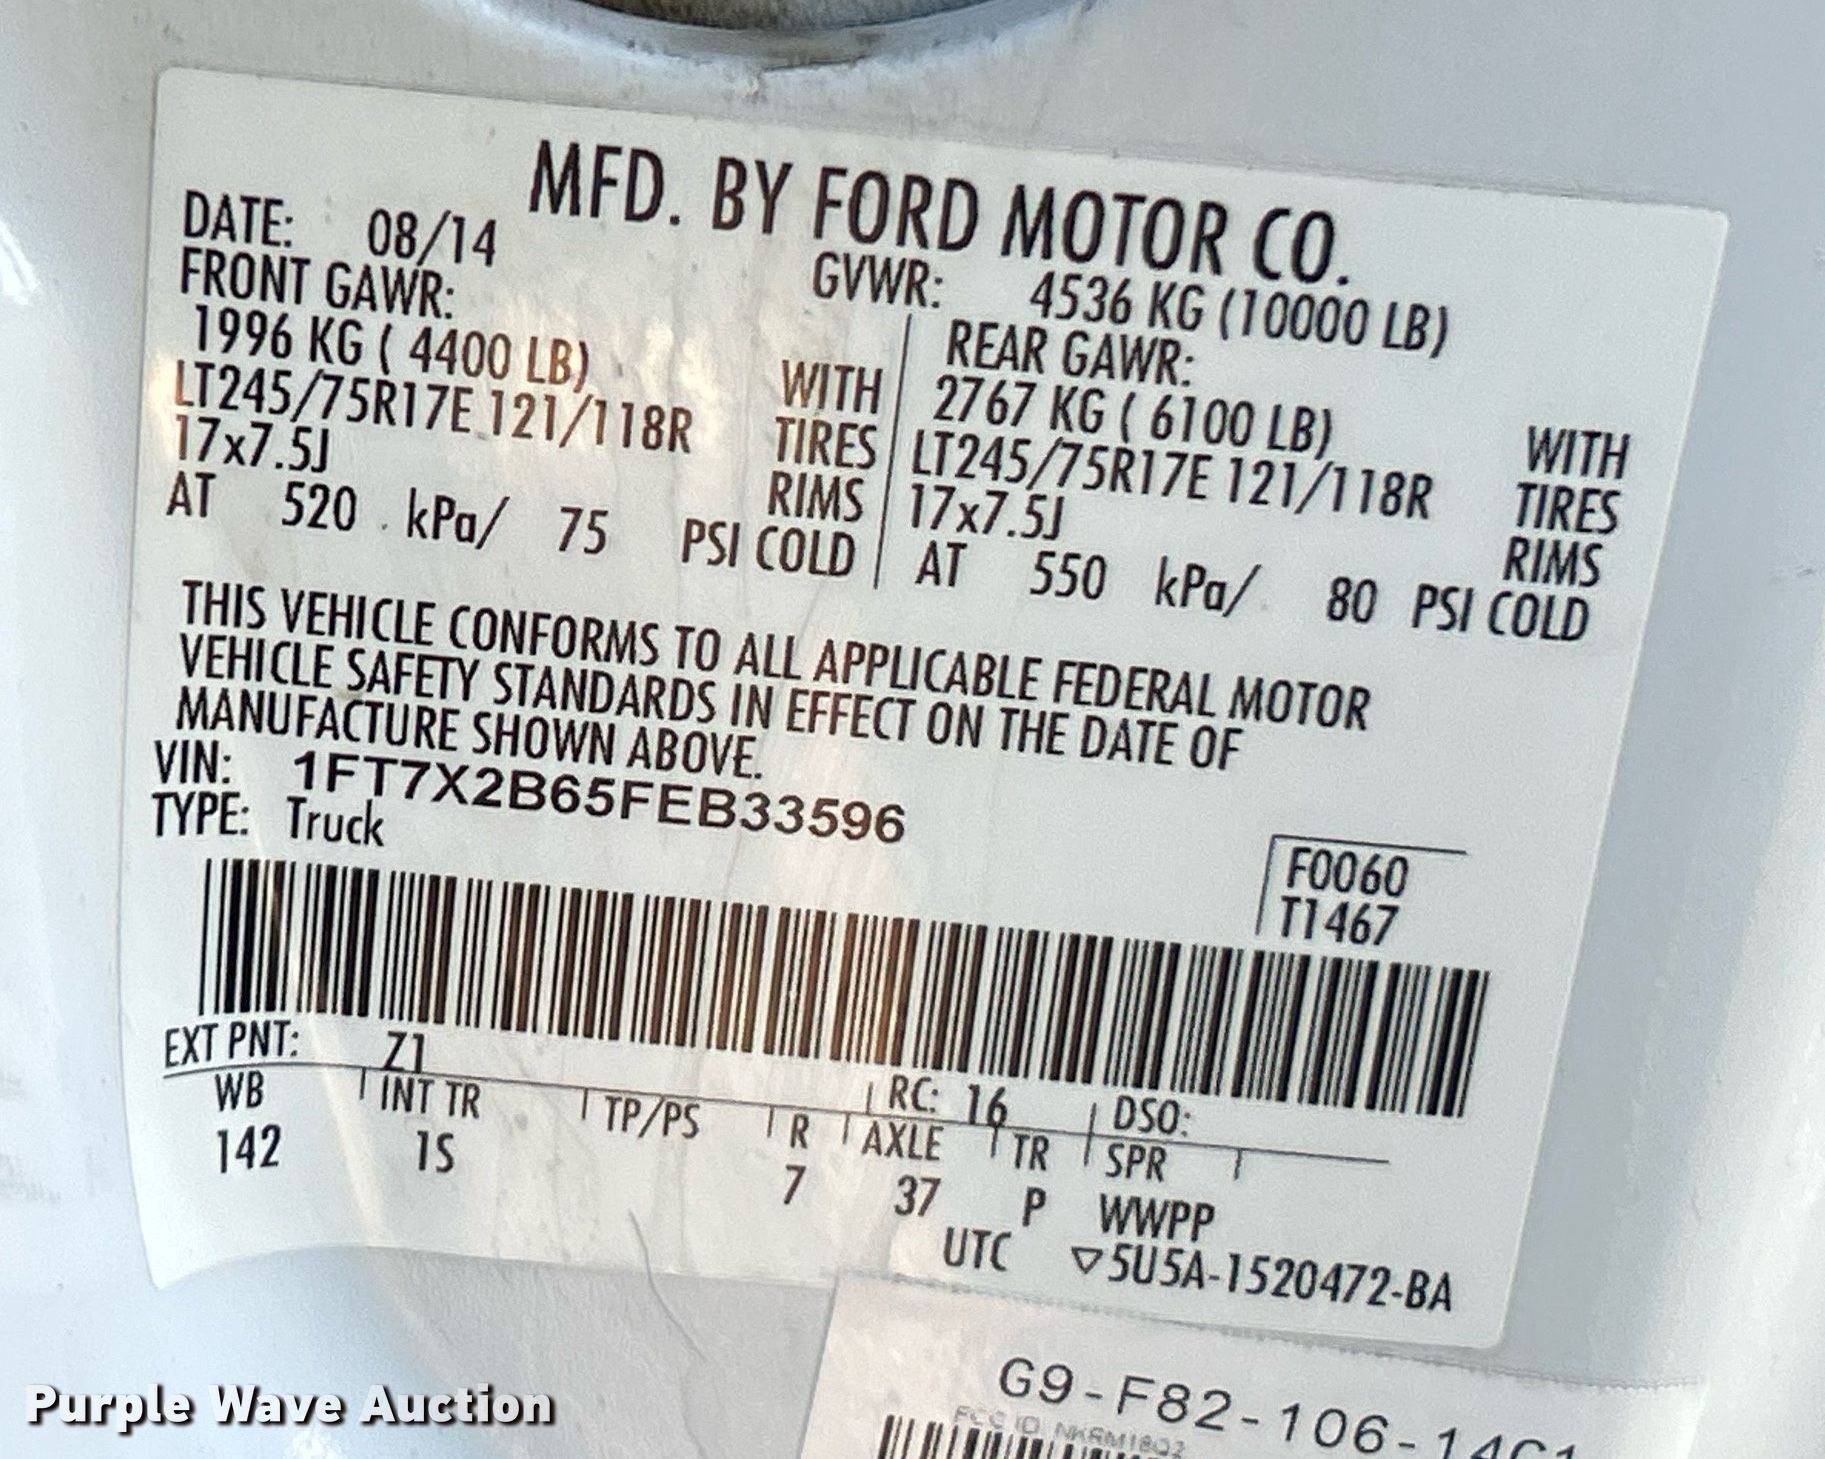 MFD. BY FORD MOTOR CO.
DATE: 08/14 GVWR: 4536 KG (10000 LB)
FRONT GAWR: REAR GAWR:
1996 KG ( 4400 LB) WITH 2767 KG ( 6100 LB) WITH
LT245/75R17E 121/118R TIRES LT245/75R17E 121/118R TIRES
17x7.5J RIMS 17x7.5J RIMS
AT 520 kPa/ 75 PSI COLD AT 550 kPa/ 80 PSI COLD
THIS VEHICLE CONFORMS TO ALL APPLICABLE FEDERAL MOTOR
VEHICLE SAFETY STANDARDS IN EFFECT ON THE DATE OF
MANUFACTURE SHOWN ABOVE.
VIN: 1FT7X2B65FEB33596
TYPE: Truck
F0060
T1467
EXT PNT: Z1 RC: 16 DSO:
WB INT TR TP/PS R AXLE TR SPR
142 1S 7 37 P WWPP
UTC ▽5U5A-1520472-BA
G9-F82-106-14C1
FCC ID NKRM18Q2
Purple Wave Auction